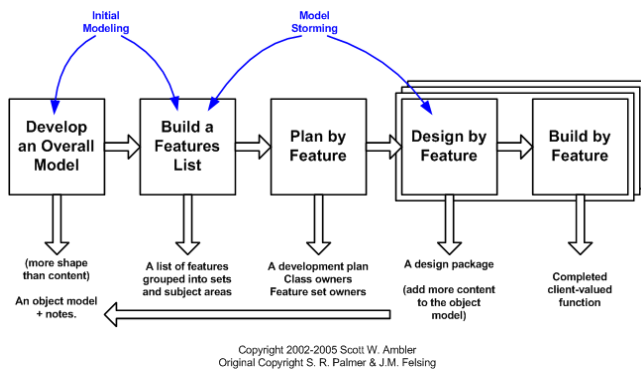 Initial
Modeling
Model
Storming
Develop
an Overall
Model
Build a
Features
List
Plan by
Feature
Design by
Feature
Build by
Feature
(more shape
than content)
An object model
+ notes.
A list of features
grouped into sets
and subject areas
A development plan
Class owners
Feature set owners
A design package
(add more content
to the object
model)
Completed
client-valued
function
Copyright 2002-2005 Scott W. Ambler
Original Copyright S. R. Palmer & J.M. Felsing